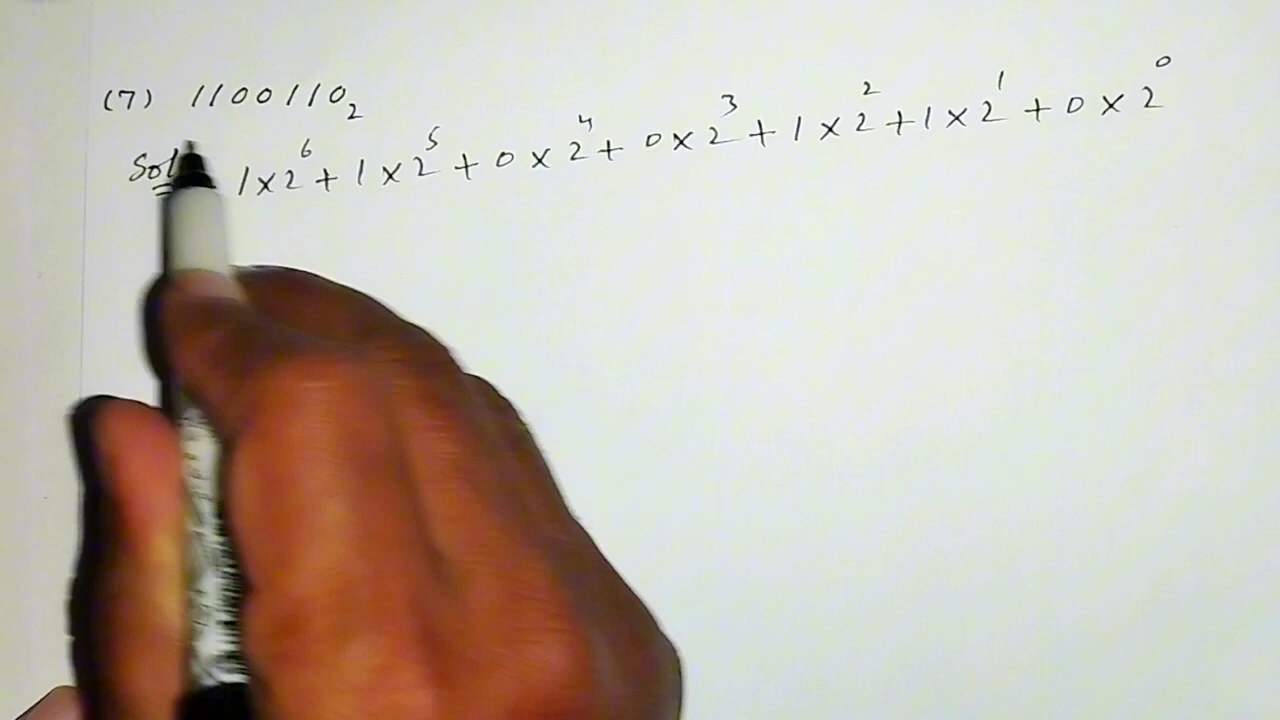 (7) 1100110₂
Sol 1×2⁶ + 1×2⁵ + 0×2⁴ + 0×2³ + 1×2² + 1×2¹ + 0×2⁰